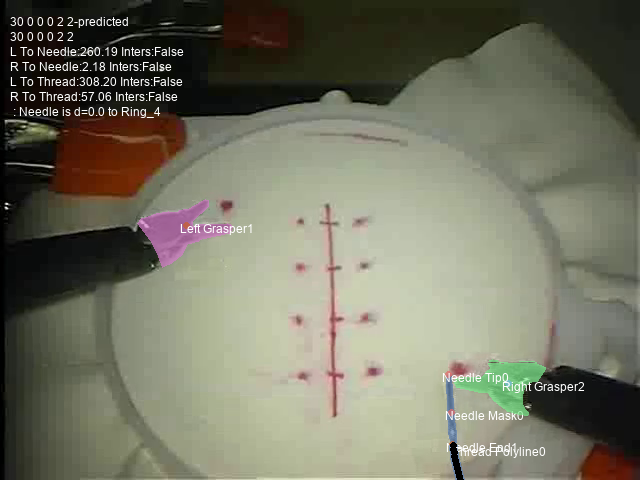 30 0 0 0 2 2-predicted
30 0 0 0 2 2
L To Needle:260.19 Inters:False
R To Needle:2.18 Inters:False
L To Thread:308.20 Inters:False
R To Thread:57.06 Inters:False
: Needle is d=0.0 to Ring_4
Left Grasper1
Needle Tip0
Right Grasper2
Needle Mask0
Needle End1
Thread Polyline0